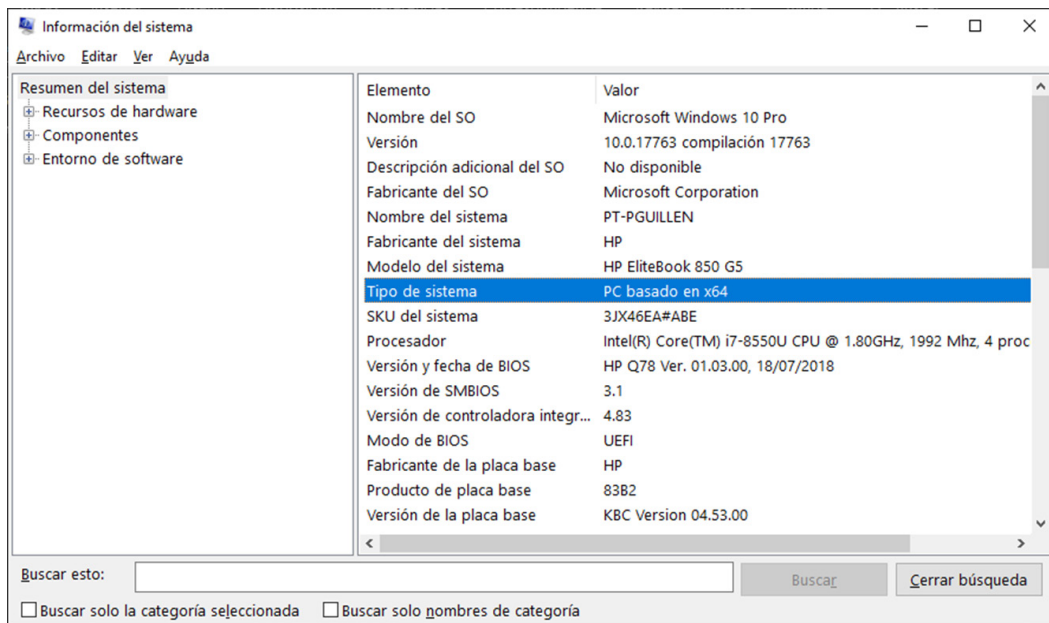 Información del sistema
Archivo Editar Ver Ayuda
Resumen del sistema
Recursos de hardware
Componentes
Entorno de software
Elemento Valor
Nombre del SO Microsoft Windows 10 Pro
Versión 10.0.17763 compilación 17763
Descripción adicional del SO No disponible
Fabricante del SO Microsoft Corporation
Nombre del sistema PT-PGUILLEN
Fabricante del sistema HP
Modelo del sistema HP EliteBook 850 G5
Tipo de sistema PC basado en x64
SKU del sistema 3JX46EA#ABE
Procesador Intel(R) Core(TM) i7-8550U CPU @ 1.80GHz, 1992 Mhz, 4 proc
Versión y fecha de BIOS HP Q78 Ver. 01.03.00, 18/07/2018
Versión de SMBIOS 3.1
Versión de controladora integr... 4.83
Modo de BIOS UEFI
Fabricante de la placa base HP
Producto de placa base 83B2
Versión de la placa base KBC Version 04.53.00
Buscar esto: Buscar Cerrar búsqueda
Buscar solo la categoría seleccionada Buscar solo nombres de categoría